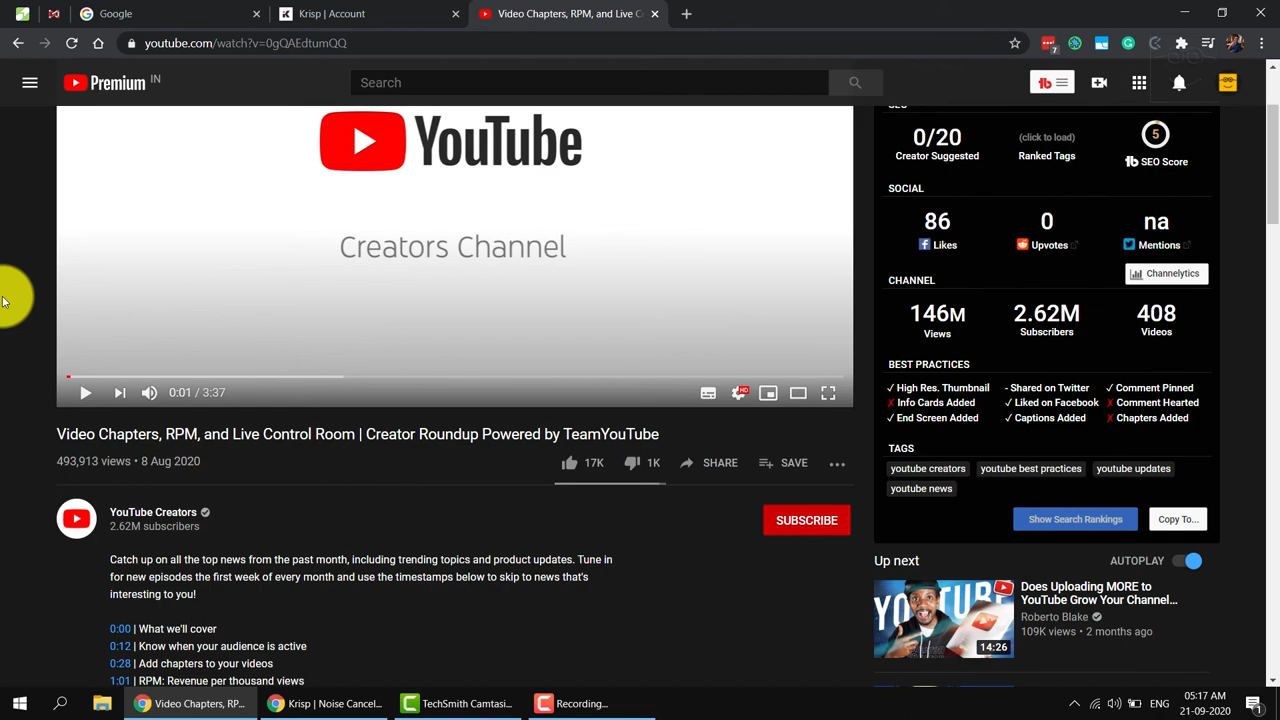 Google
Krisp | Account
Video Chapters, RPM, and Live C
youtube.com/watch?v=0gQAEdtumQQ
7
Premium IN
Search
YouTube
Creators Channel
0/20
Creator Suggested
(click to load)
Ranked Tags
5
SEO Score
SOCIAL
86
Likes
0
Upvotes
na
Mentions
CHANNEL
Channelytics
146M
Views
2.62M
Subscribers
408
Videos
BEST PRACTICES
✓ High Res. Thumbnail
- Shared on Twitter
✓ Comment Pinned
✗ Info Cards Added
✓ Liked on Facebook
✗ Comment Hearted
✓ End Screen Added
✓ Captions Added
✗ Chapters Added
TAGS
youtube creators
youtube best practices
youtube updates
youtube news
Show Search Rankings
Copy To...
0:01 / 3:37
HD
Video Chapters, RPM, and Live Control Room | Creator Roundup Powered by TeamYouTube
493,913 views • 8 Aug 2020
17K
1K
SHARE
SAVE
YouTube Creators
2.62M subscribers
SUBSCRIBE
Catch up on all the top news from the past month, including trending topics and product updates. Tune in
for new episodes the first week of every month and use the timestamps below to skip to news that's
interesting to you!
0:00 | What we'll cover
0:12 | Know when your audience is active
0:28 | Add chapters to your videos
1:01 | RPM: Revenue per thousand views
Up next
AUTOPLAY
Does Uploading MORE to
YouTube Grow Your Channel...
Roberto Blake
109K views • 2 months ago
14:26
Video Chapters, RP...
Krisp | Noise Cancel...
TechSmith Camtasi...
Recording...
ENG
05:17 AM
21-09-2020
1